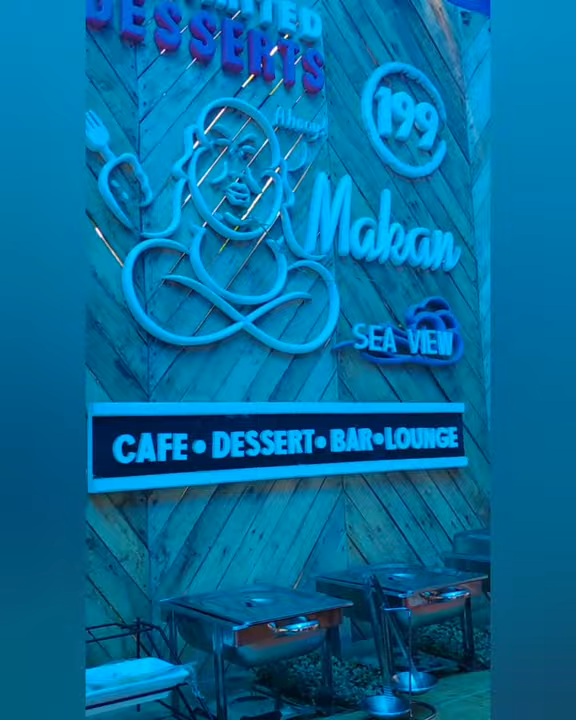 DESSERTS
199
Makan
SEA VIEW
CAFE • DESSERT • BAR • LOUNGE